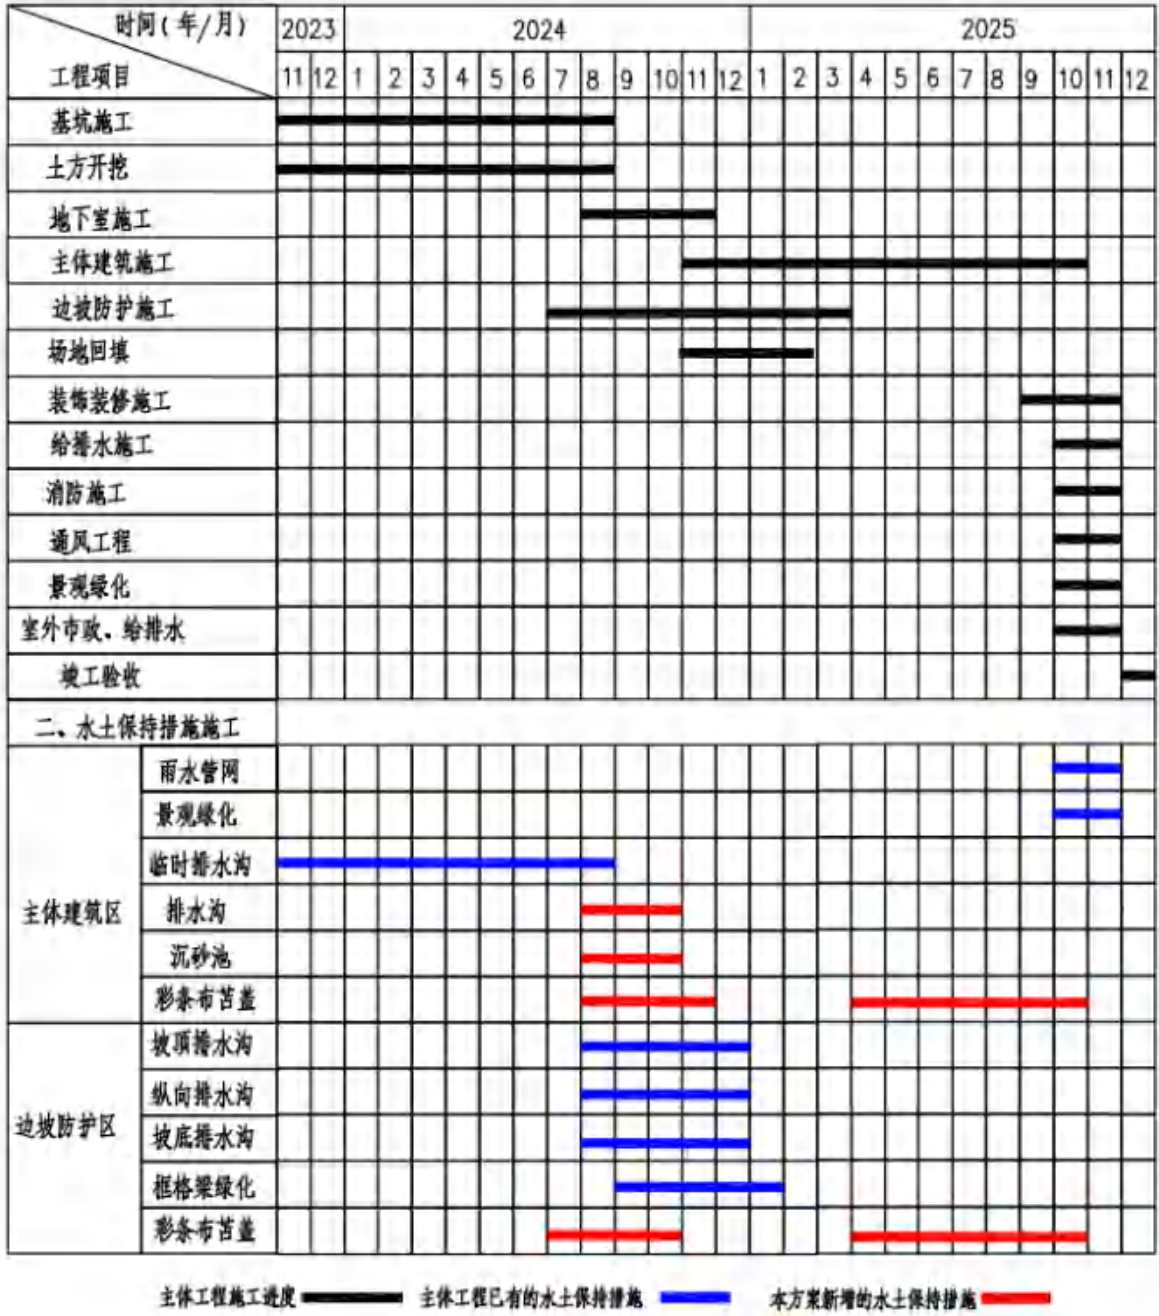 时间(年/月)
2023 2024 2025
工程项目
11 12 1 2 3 4 5 6 7 8 9 10 11 12 1 2 3 4 5 6 7 8 9 10 11 12
基坑施工
土方开挖
地下室施工
主体建筑施工
边坡防护施工
场地回填
装饰装修施工
给排水施工
消防施工
通风工程
景观绿化
室外市政、给排水
竣工验收
二、水土保持措施施工
主体建筑区
雨水管网
景观绿化
临时排水沟
排水沟
沉砂池
彩条布苫盖
边坡防护区
坡顶排水沟
纵向排水沟
坡底排水沟
框格梁绿化
彩条布苫盖
主体工程施工进度 主体工程已有的水土保持措施 本方案新增的水土保持措施